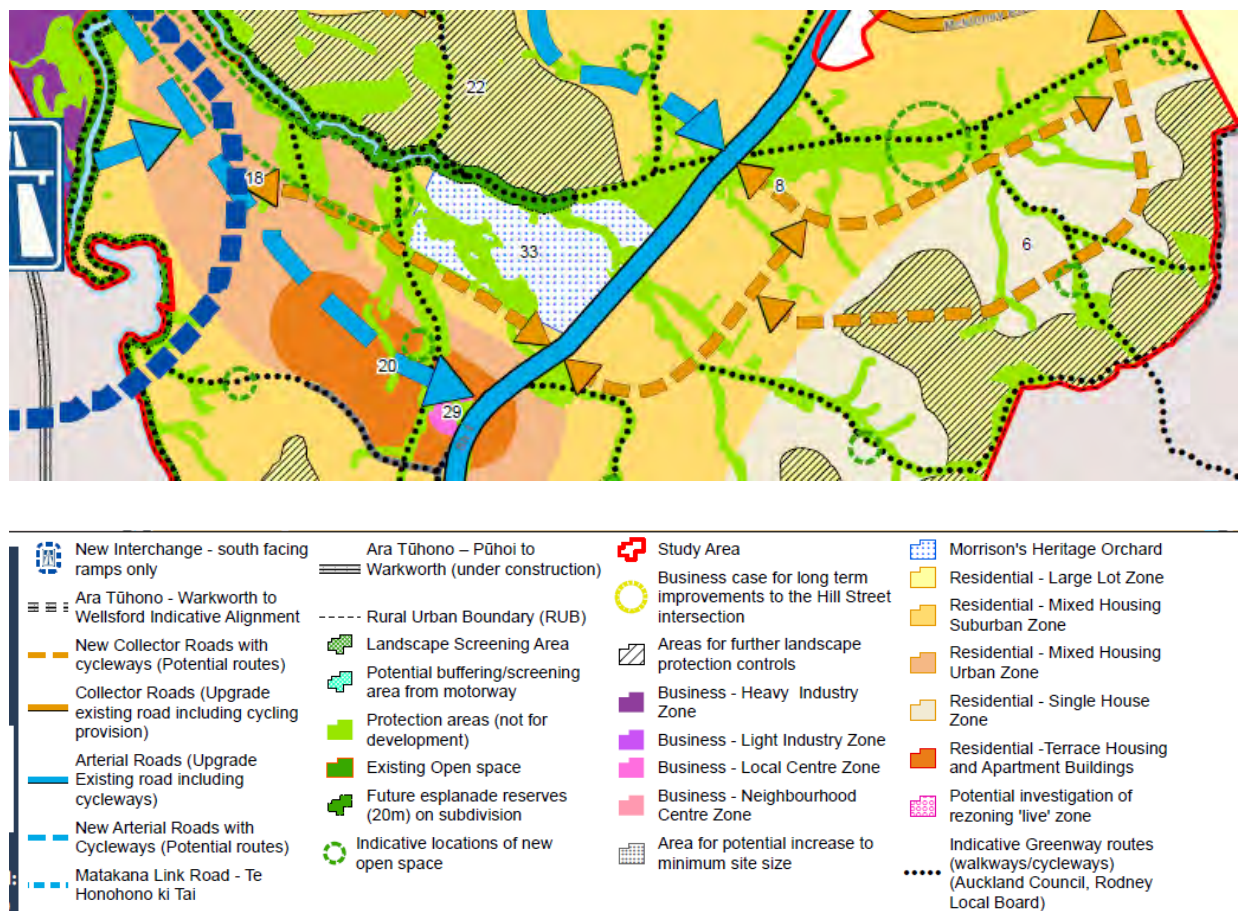 22
18
8
33
6
20
29
New Interchange - south facing
ramps only
Ara Tūhono - Warkworth to
Wellsford Indicative Alignment
New Collector Roads with
cycleways (Potential routes)
Collector Roads (Upgrade
existing road including cycling
provision)
Arterial Roads (Upgrade
Existing road including
cycleways)
New Arterial Roads with
Cycleways (Potential routes)
Matakana Link Road - Te
Honohono ki Tai
Ara Tūhono – Pūhoi to
Warkworth (under construction)
Rural Urban Boundary (RUB)
Landscape Screening Area
Potential buffering/screening
area from motorway
Protection areas (not for
development)
Existing Open space
Future esplanade reserves
(20m) on subdivision
Indicative locations of new
open space
Study Area
Business case for long term
improvements to the Hill Street
intersection
Areas for further landscape
protection controls
Business - Heavy Industry
Zone
Business - Light Industry Zone
Business - Local Centre Zone
Business - Neighbourhood
Centre Zone
Area for potential increase to
minimum site size
Morrison's Heritage Orchard
Residential - Large Lot Zone
Residential - Mixed Housing
Suburban Zone
Residential - Mixed Housing
Urban Zone
Residential - Single House
Zone
Residential -Terrace Housing
and Apartment Buildings
Potential investigation of
rezoning 'live' zone
Indicative Greenway routes
(walkways/cycleways)
(Auckland Council, Rodney
Local Board)